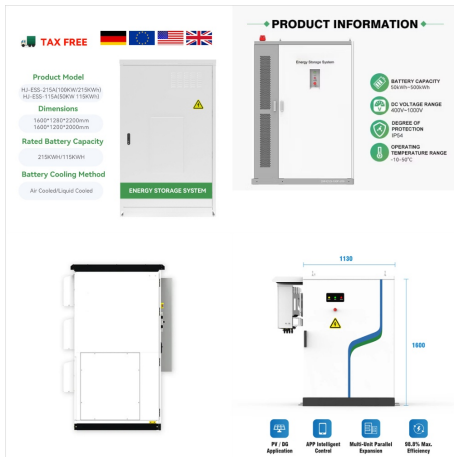 TAX FREE
Product Model
HJ-ESS-215A(100KW/215KWh)
HJ-ESS-115A(50KW 115KWh)
Dimensions
1600*1280*2200mm
1600*1200*2000mm
Rated Battery Capacity
215KWH/115KWH
Battery Cooling Method
Air Cooled/Liquid Cooled
ENERGY STORAGE SYSTEM
PRODUCT INFORMATION
Energy Storage System
BATTERY CAPACITY
50kWh~500kWh
DC VOLTAGE RANGE
400V~1000V
DEGREE OF
PROTECTION
IP54
OPERATING
TEMPERATURE RANGE
-10~50°C
1130
1600
PV / DG
Application
APP Intelligent
Control
Multi-Unit Parallel
Expansion
98.8% Max.
Efficiency